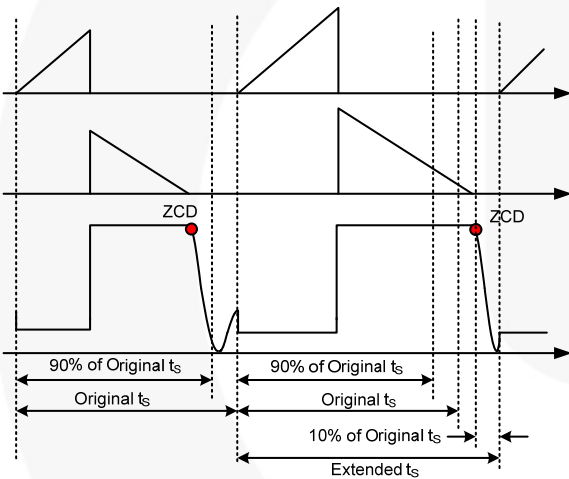 ZCD
ZCD
90% of Original tS
90% of Original tS
Original tS
Original tS
10% of Original tS
Extended tS